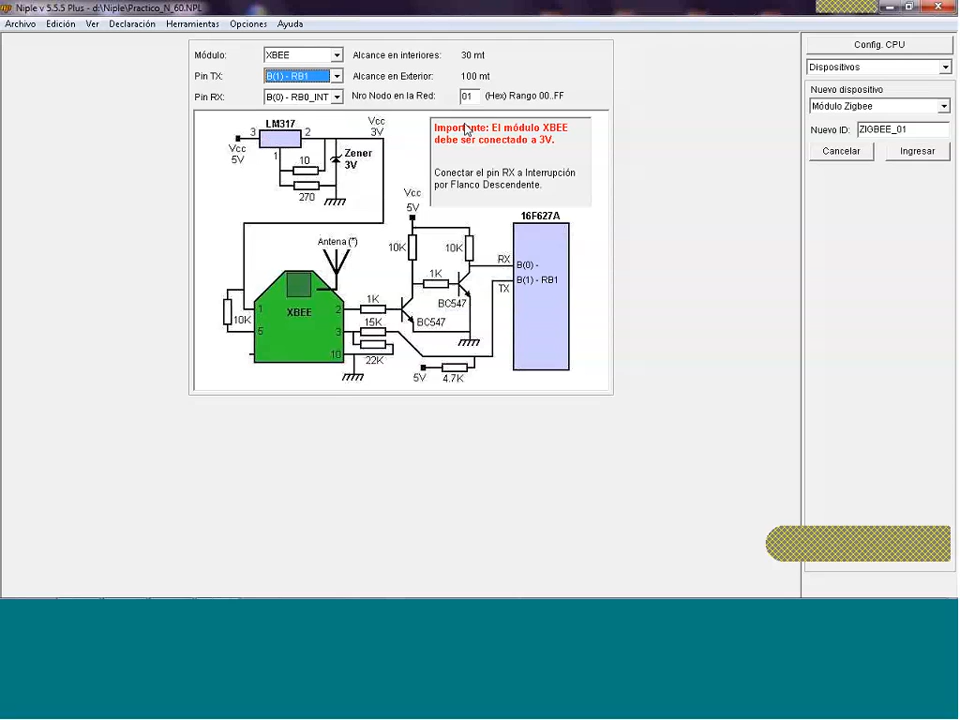 Niple v 5.5.5 Plus - d:\Niple\Practico_N_60.NPL
Archivo Edición Ver Declaración Herramientas Opciones Ayuda
Módulo: XBEE Alcance en interiores: 30 mt
Pin TX: B(1) - RB1 Alcance en Exterior: 100 mt
Pin RX: B(0) - RB0_INT Nro Nodo en la Red: 01 (Hex) Rango 00..FF
Config. CPU
Dispositivos
Nuevo dispositivo
Módulo Zigbee
Nuevo ID: ZIGBEE_01
Cancelar Ingresar
LM317
3 2
Vcc
5V
1
10
270
Vcc
3V
Zener
3V
Importante: El módulo XBEE
debe ser conectado a 3V.
Conectar el pin RX a Interrupción
por Flanco Descendente.
Vcc
5V
16F627A
10K 10K
RX B(0) -
TX B(1) - RB1
1K
BC547
BC547
Antena (*)
XBEE
1 2
5 3
10
10K
1K
15K
22K
5V 4.7K